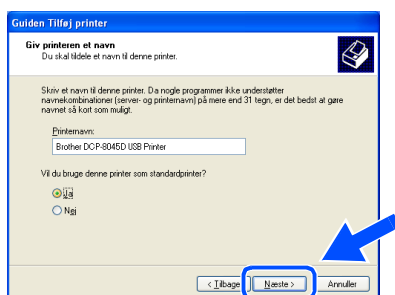 Guiden Tilføj printer
Giv printeren et navn
Du skal tildele et navn til denne printer.
Skriv et navn til denne printer. Da nogle programmer ikke understøtter
navnekombinationer (server- og printernavn) på mere end 31 tegn, er det bedst at gøre
navnet så kort som muligt.
Printernavn:
Brother DCP-8045D USB Printer
Vil du bruge denne printer som standardprinter?
Ja
Nej
< Tilbage
Næste >
Annuller